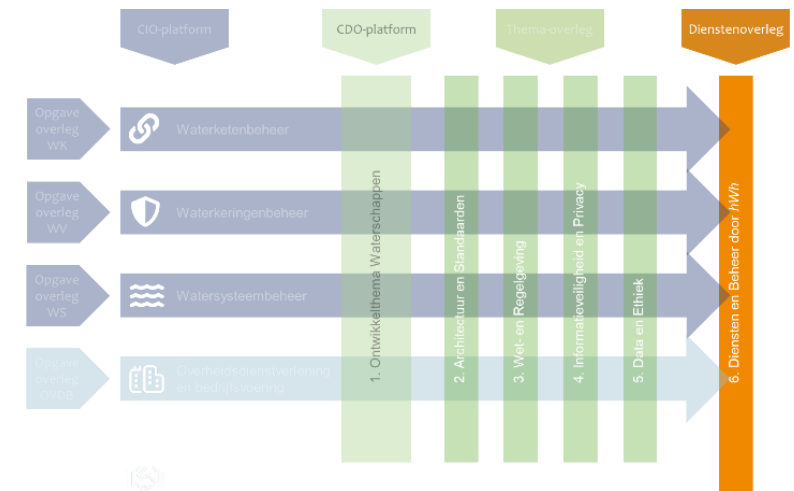 CIO-platform
CDO-platform
Thema overleg
Dienstenoverleg
Opgave
overleg
WK
Waterketenbeheer
Opgave
overleg
WV
Waterkeringenbeheer
Opgave
overleg
WS
Watersysteembeheer
Opgave
overleg
OVDB
Overheidsdienstverlening
en bedrijfsvoering
1. Ontwikkelthema Waterschappen
2. Architectuur en Standaarden
3. Wet- en Regelgeving
4. Informatieveiligheid en Privacy
5. Data en Ethiek
6. Diensten en Beheer door hWh